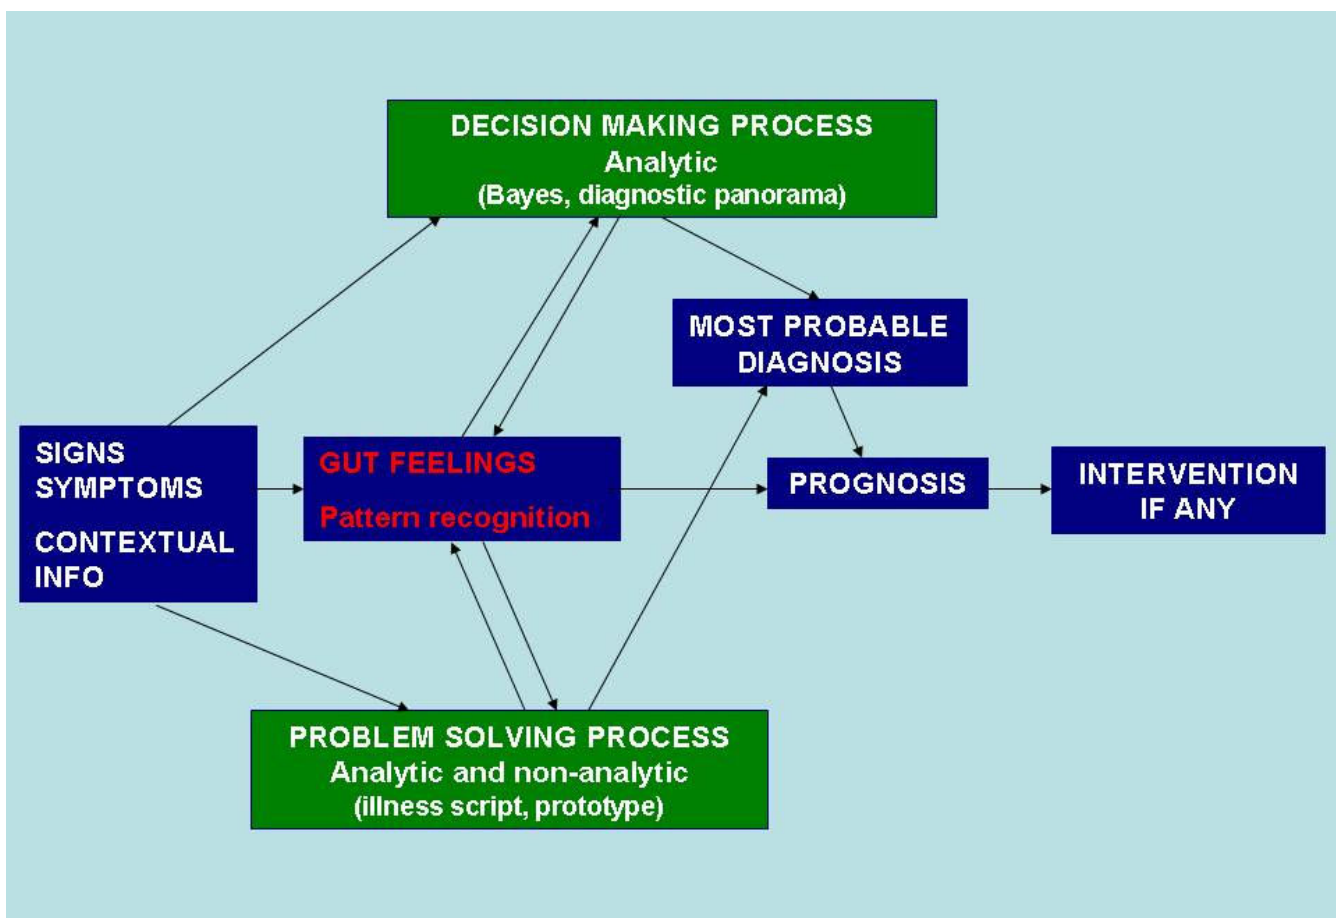 DECISION MAKING PROCESS
Analytic
(Bayes, diagnostic panorama)
MOST PROBABLE
DIAGNOSIS
SIGNS
SYMPTOMS
CONTEXTUAL
INFO
GUT FEELINGS
Pattern recognition
PROGNOSIS
INTERVENTION
IF ANY
PROBLEM SOLVING PROCESS
Analytic and non-analytic
(illness script, prototype)